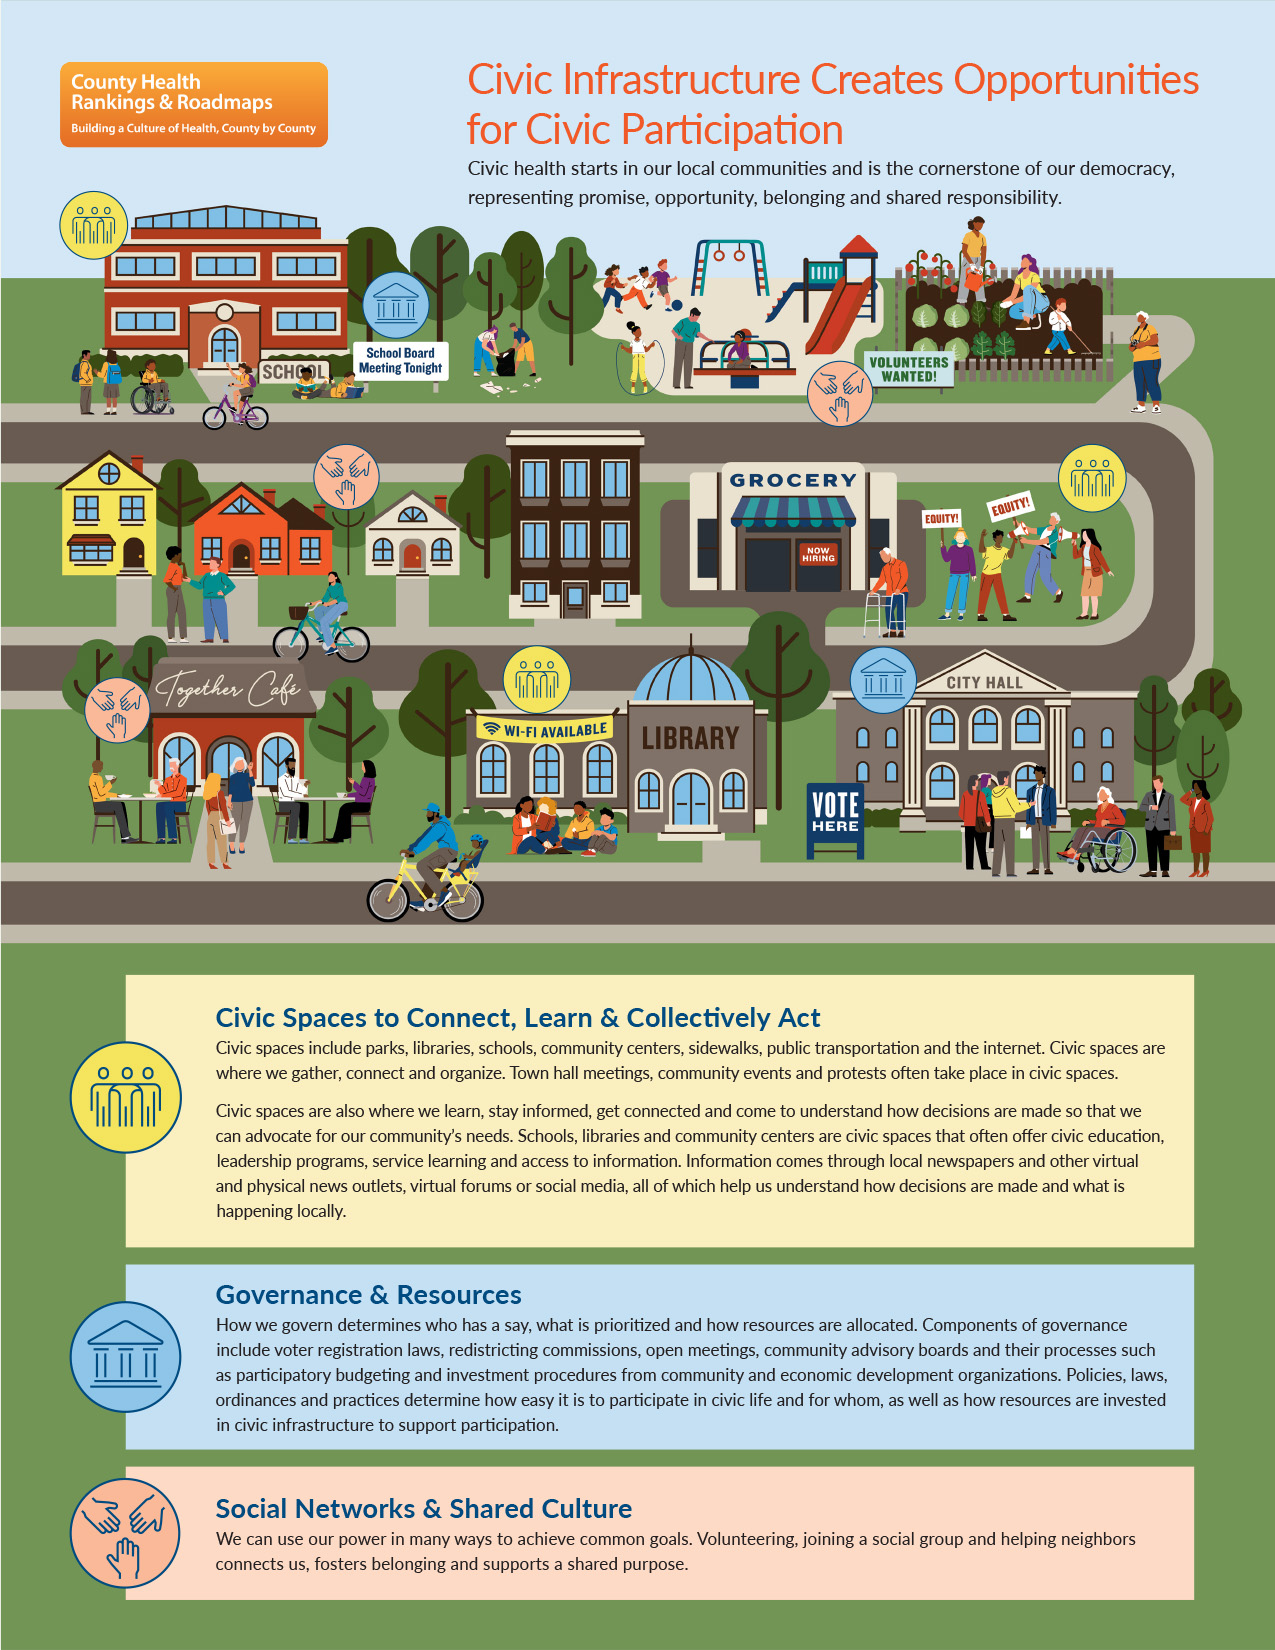 County Health
Rankings & Roadmaps
Building a Culture of Health, County by County
Civic Infrastructure Creates Opportunities
for Civic Participation
Civic health starts in our local communities and is the cornerstone of our democracy,
representing promise, opportunity, belonging and shared responsibility.
School Board
Meeting Tonight
SCHOOL
VOLUNTEERS
WANTED!
GROCERY
NOW
HIRING
EQUITY!
EQUITY!
Together Café
WI-FI AVAILABLE
LIBRARY
CITY HALL
VOTE
HERE
Civic Spaces to Connect, Learn & Collectively Act
Civic spaces include parks, libraries, schools, community centers, sidewalks, public transportation and the internet. Civic spaces are
where we gather, connect and organize. Town hall meetings, community events and protests often take place in civic spaces.
Civic spaces are also where we learn, stay informed, get connected and come to understand how decisions are made so that we
can advocate for our community's needs. Schools, libraries and community centers are civic spaces that often offer civic education,
leadership programs, service learning and access to information. Information comes through local newspapers and other virtual
and physical news outlets, virtual forums or social media, all of which help us understand how decisions are made and what is
happening locally.
Governance & Resources
How we govern determines who has a say, what is prioritized and how resources are allocated. Components of governance
include voter registration laws, redistricting commissions, open meetings, community advisory boards and their processes such
as participatory budgeting and investment procedures from community and economic development organizations. Policies, laws,
ordinances and practices determine how easy it is to participate in civic life and for whom, as well as how resources are invested
in civic infrastructure to support participation.
Social Networks & Shared Culture
We can use our power in many ways to achieve common goals. Volunteering, joining a social group and helping neighbors
connects us, fosters belonging and supports a shared purpose.